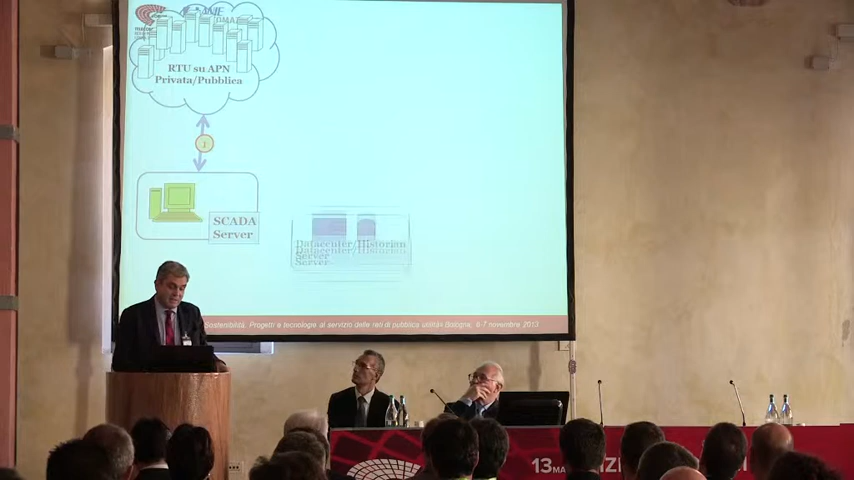 RTU su APN
Privata/Pubblica
1
SCADA
Server
Datacenter/Historian
Server
Sostenibilità. Progetti e tecnologie al servizio delle reti di pubblica utilità» Bologna, 6-7 novembre 2013
13